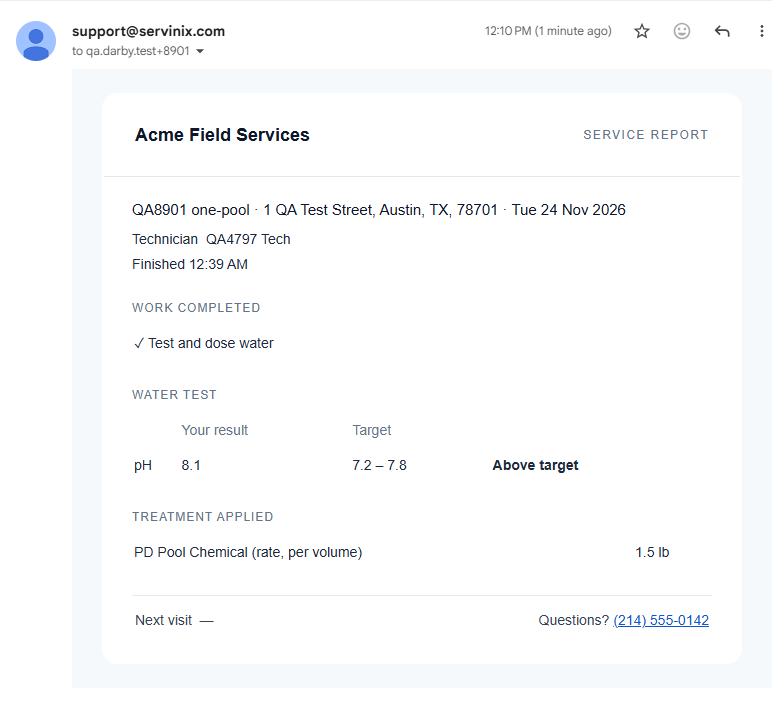 support@servinix.com 12:10 PM (1 minute ago)
to qa.darby.test+8901
Acme Field Services SERVICE REPORT
QA8901 one-pool · 1 QA Test Street, Austin, TX, 78701 · Tue 24 Nov 2026
Technician QA4797 Tech
Finished 12:39 AM
WORK COMPLETED
✓ Test and dose water
WATER TEST
Your result Target
pH 8.1 7.2 – 7.8 Above target
TREATMENT APPLIED
PD Pool Chemical (rate, per volume) 1.5 lb
Next visit — Questions? (214) 555-0142